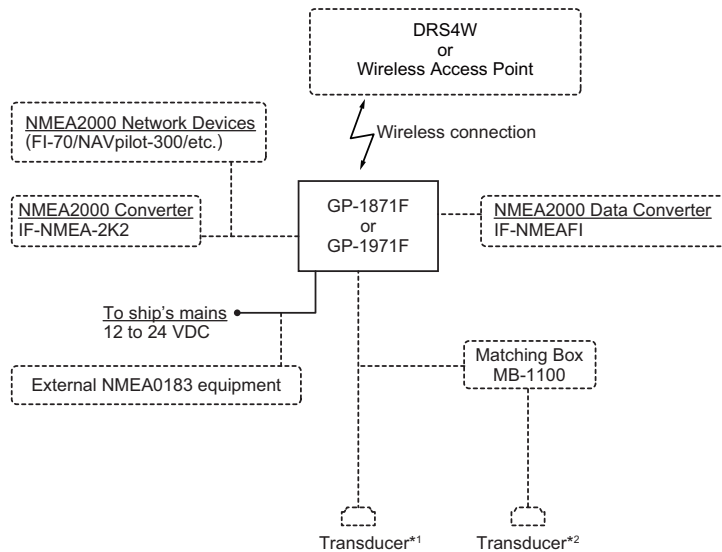 DRS4W
or
Wireless Access Point
Wireless connection
NMEA2000 Network Devices
(FI-70/NAVpilot-300/etc.)
NMEA2000 Converter
IF-NMEA-2K2
GP-1871F
or
GP-1971F
NMEA2000 Data Converter
IF-NMEAFI
To ship's mains
12 to 24 VDC
External NMEA0183 equipment
Matching Box
MB-1100
Transducer*1
Transducer*2